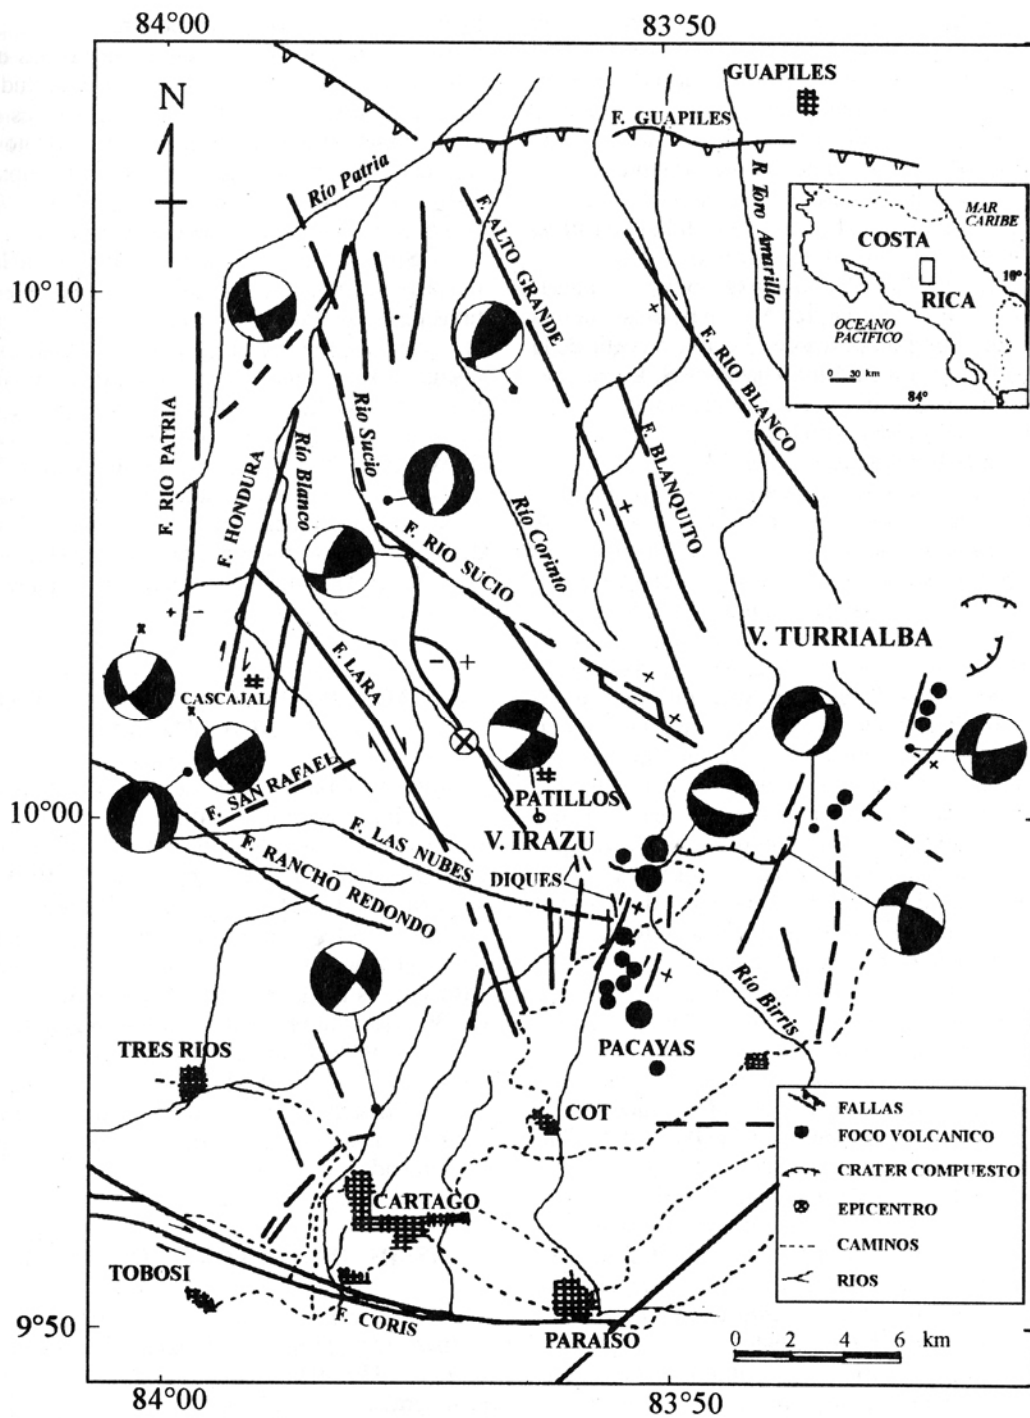 84°00
83°50
N
GUAPILES
F. GUAPILES
Río Patria
R. Toro Amarillo
MAR
CARIBE
COSTA
RICA
10°
OCEANO
PACIFICO
0 30 km
84°
10°10
F. ALTO GRANDE
F. RIO BLANCO
F. RIO PATRIA
F. HONDURA
Río Blanco
Río Sucio
F. BLANQUITO
Río Corinto
F. RIO SUCIO
V. TURRIALBA
F. LARA
CASCAJAL
F. SAN RAFAEL
PATILLOS
10°00
V. IRAZU
F. LAS NUBES
F. RANCHO REDONDO
DIQUES
Río Birris
TRES RIOS
PACAYAS
COT
CARTAGO
TOBOSI
F. CORIS
PARAISO
9°50
FALLAS
FOCO VOLCANICO
CRATER COMPUESTO
EPICENTRO
CAMINOS
RIOS
0 2 4 6 km
84°00
83°50